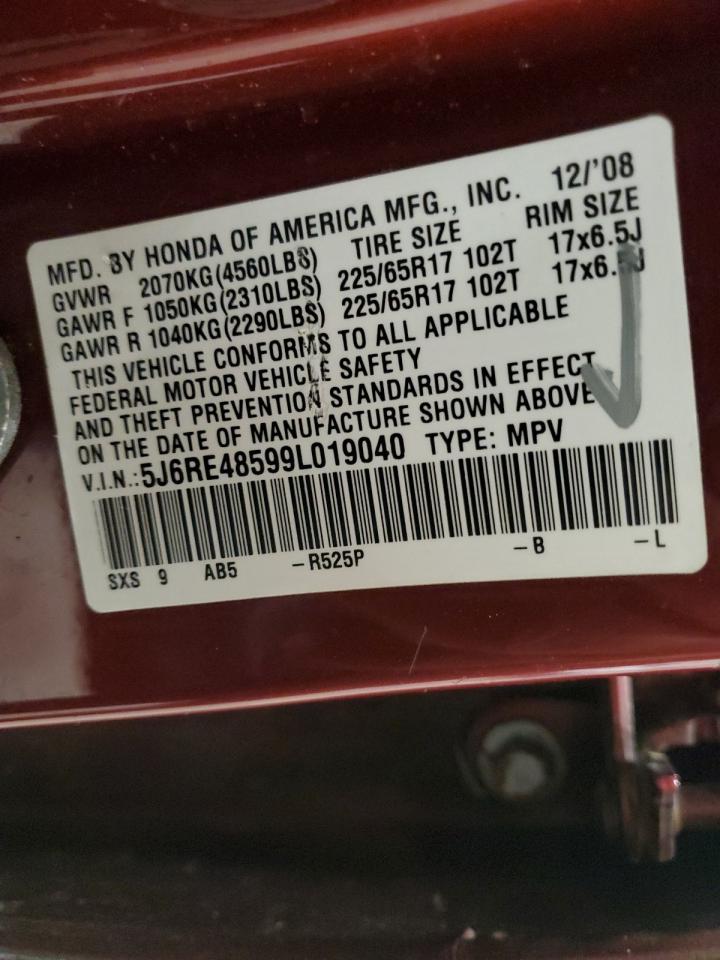 MFD. BY HONDA OF AMERICA MFG., INC. 12/'08
GVWR 2070KG(4560LBS) TIRE SIZE RIM SIZE
GAWR F 1050KG(2310LBS) 225/65R17 102T 17x6.5J
GAWR R 1040KG(2290LBS) 225/65R17 102T 17x6.5J
THIS VEHICLE CONFORMS TO ALL APPLICABLE
FEDERAL MOTOR VEHICLE SAFETY
AND THEFT PREVENTION STANDARDS IN EFFECT
ON THE DATE OF MANUFACTURE SHOWN ABOVE
V.I.N.:5J6RE48599L019040 TYPE: MPV
SXS 9 AB5 -R525P -B -L